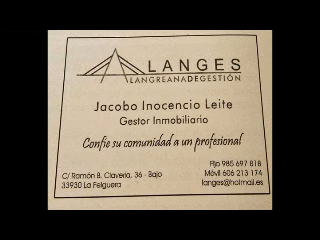 LANGES
LANGREANADEGESTIÓN
Jacobo Inocencio Leite
Gestor Inmobiliario
Confíe su comunidad a un profesional
C/ Ramón B. Clavería, 36 - Bajo
33930 La Felguera
Fijo 985 697 818
Móvil 606 213 174
langes@hotmail.es